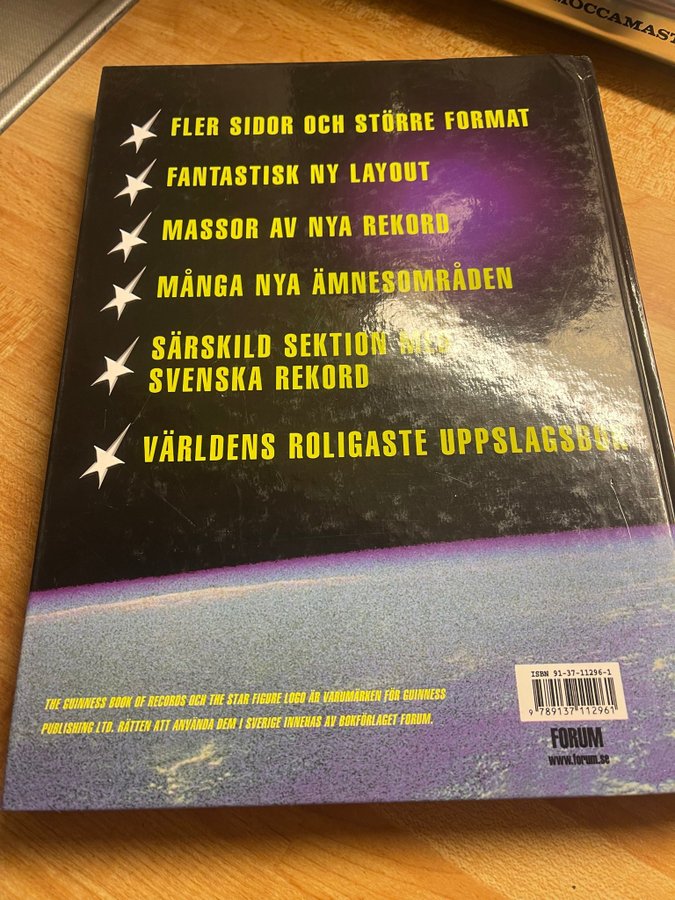 MOCCAMAST
FLER SIDOR OCH STÖRRE FORMAT
FANTASTISK NY LAYOUT
MASSOR AV NYA REKORD
MÅNGA NYA ÄMNESOMRÅDEN
SÄRSKILD SEKTION MED
SVENSKA REKORD
VÄRLDENS ROLIGASTE UPPSLAGSBOK
THE GUINNESS BOOK OF RECORDS OCH THE STAR FIGURE LOGO ÄR VARUMÄRKEN FÖR GUINNESS
PUBLISHING LTD. RÄTTEN ATT ANVÄNDA DEM I SVERIGE INNEHAS AV BOKFÖRLAGET FORUM.
ISBN 91-37-11296-1
9 789137 112961
FORUM
www.forum.se